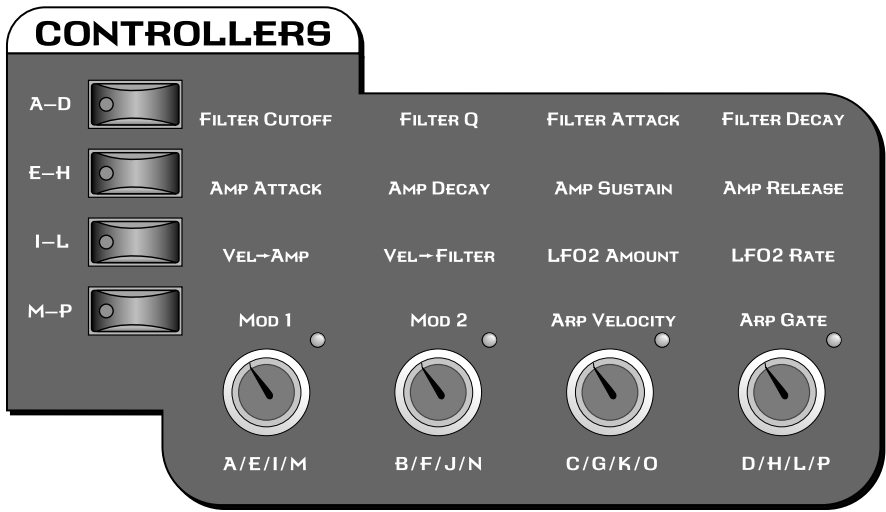 CONTROLLERS
A–D
FILTER CUTOFF FILTER Q FILTER ATTACK FILTER DECAY
E–H
AMP ATTACK AMP DECAY AMP SUSTAIN AMP RELEASE
I–L
VEL→AMP VEL→FILTER LFO2 AMOUNT LFO2 RATE
M–P
MOD 1 MOD 2 ARP VELOCITY ARP GATE
A/E/I/M B/F/J/N C/G/K/O D/H/L/P